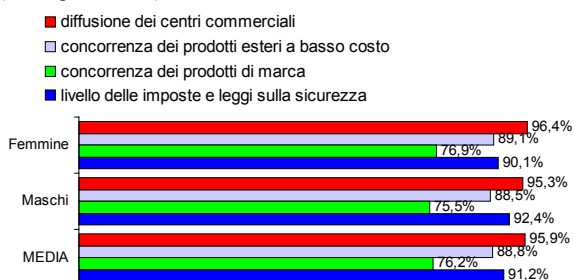 diffusione dei centri commerciali
concorrenza dei prodotti esteri a basso costo
concorrenza dei prodotti di marca
livello delle imposte e leggi sulla sicurezza
96,4%
Femmine
89,1%
76,9%
90,1%
95,3%
Maschi
88,5%
75,5%
92,4%
95,9%
MEDIA
88,8%
76,2%
91,2%